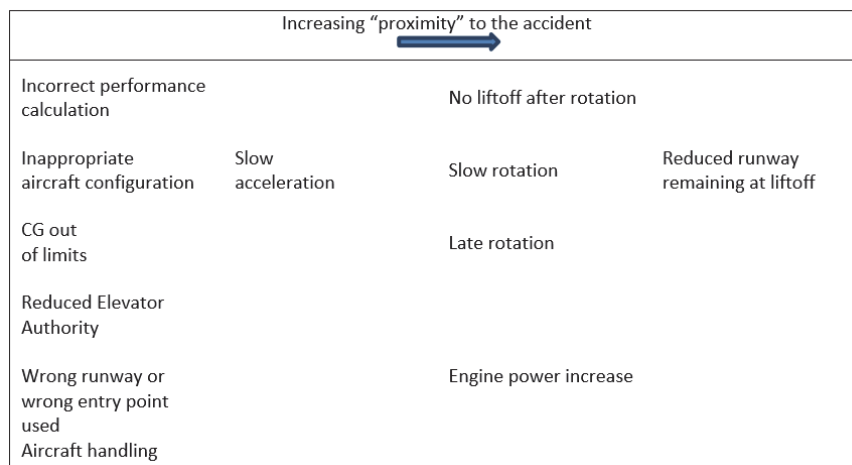 Increasing “proximity” to the accident
Incorrect performance
calculation
No liftoff after rotation
Inappropriate
aircraft configuration
Slow
acceleration
Slow rotation
Reduced runway
remaining at liftoff
CG out
of limits
Late rotation
Reduced Elevator
Authority
Wrong runway or
wrong entry point
used
Aircraft handling
Engine power increase